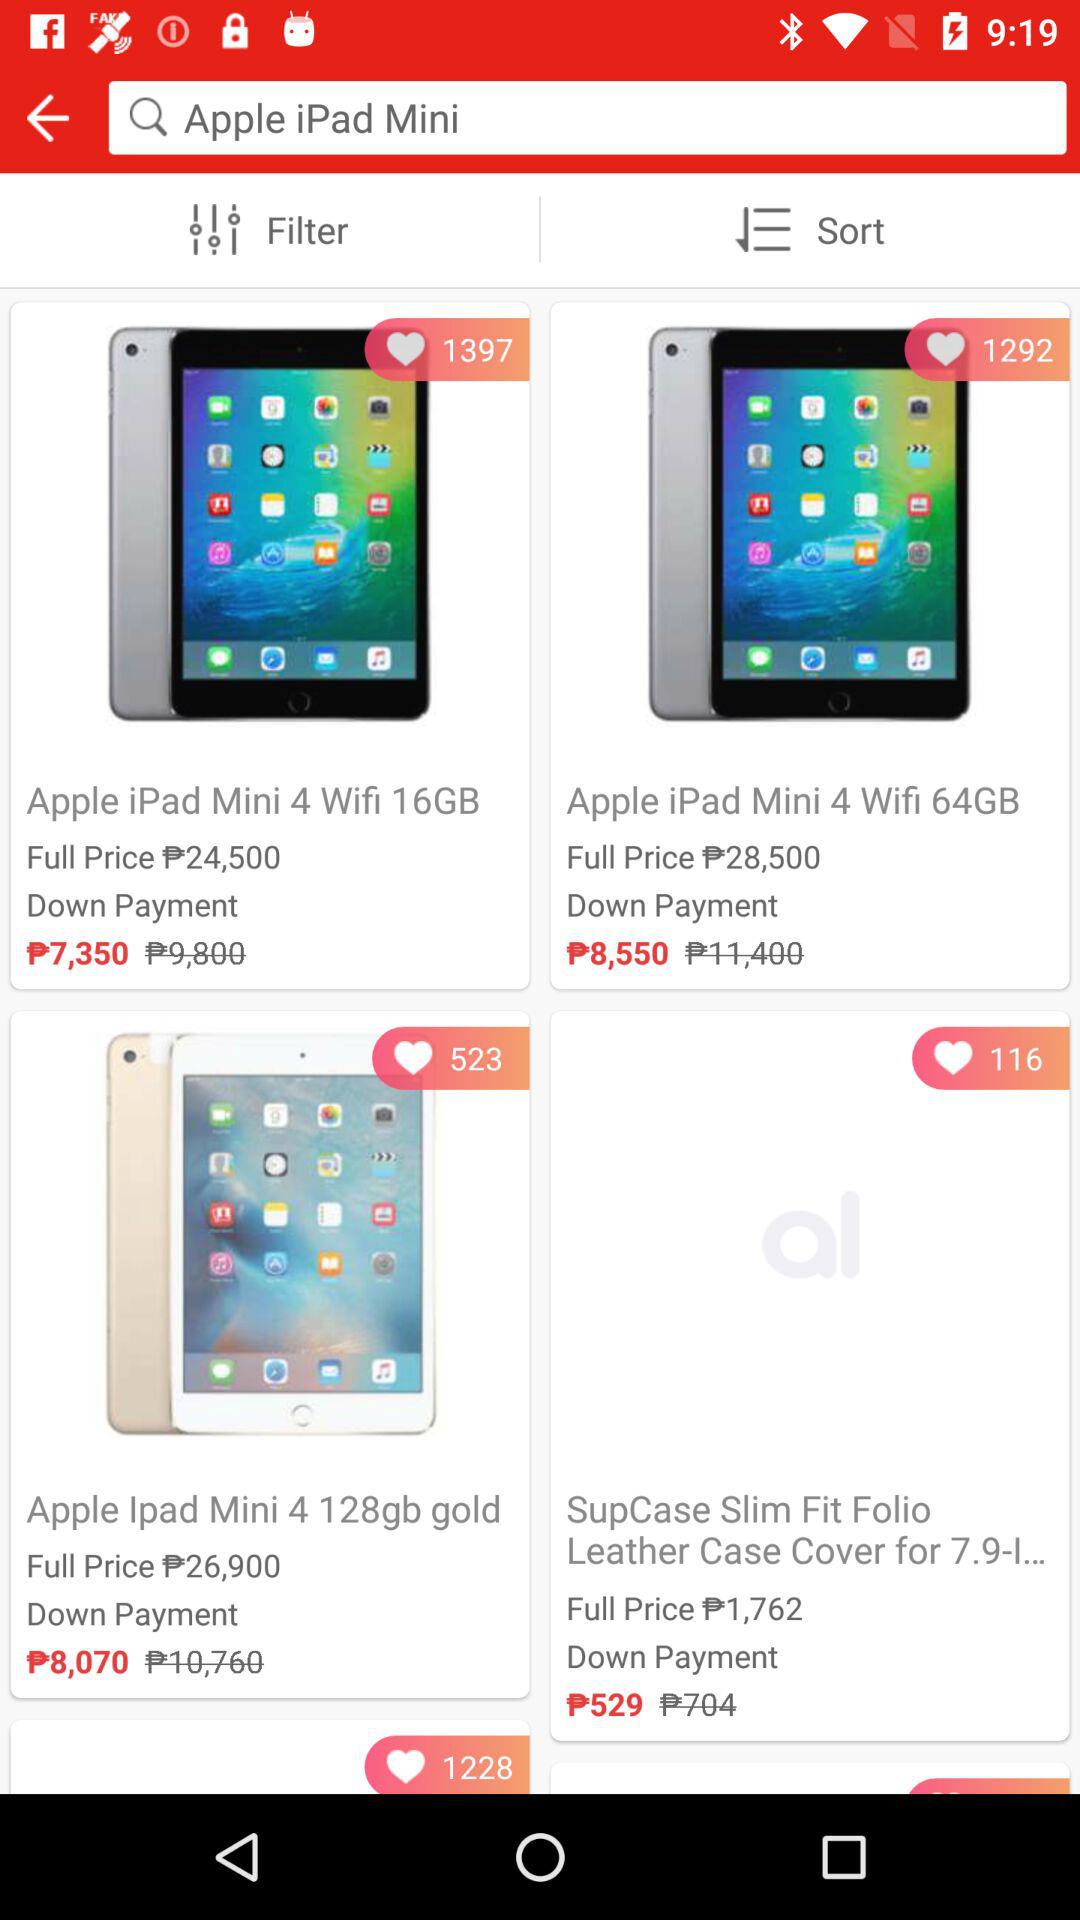 FAK
9:19
Apple iPad Mini
Filter
Sort
1397
1292
Apple iPad Mini 4 Wifi 16GB
Full Price ₱24,500
Down Payment
₱7,350 ₱9,800
Apple iPad Mini 4 Wifi 64GB
Full Price ₱28,500
Down Payment
₱8,550 ₱11,400
523
116
al
Apple Ipad Mini 4 128gb gold
Full Price ₱26,900
Down Payment
₱8,070 ₱10,760
SupCase Slim Fit Folio
Leather Case Cover for 7.9-I...
Full Price ₱1,762
Down Payment
₱529 ₱704
1228